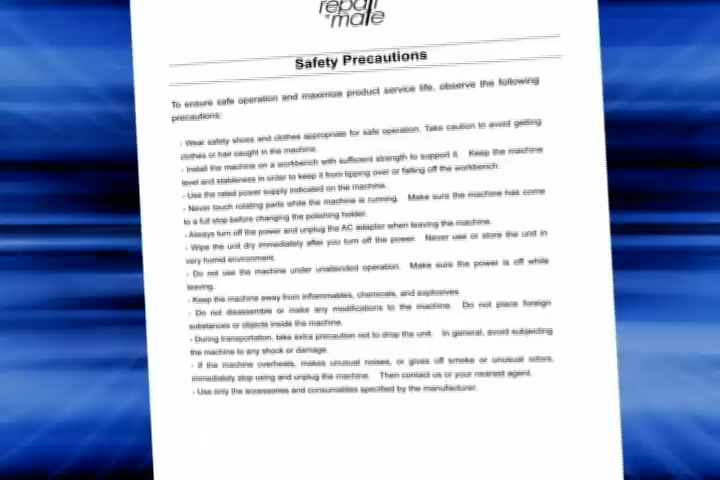 repair
mate
Safety Precautions
To ensure safe operation and maximize product service life, observe the following
precautions:
- Wear safety shoes and clothes appropriate for safe operation. Take caution to avoid getting
clothes or hair caught in the machine.
- Install the machine on a workbench with sufficient strength to support it. Keep the machine
level and stableness in order to keep it from tipping over or falling off the workbench.
- Use the rated power supply indicated on the machine.
- Never touch rotating parts while the machine is running. Make sure the machine has come
to a full stop before changing the polishing holder.
- Always turn off the power and unplug the AC adapter when leaving the machine.
- Wipe the unit dry immediately after you turn off the power. Never use or store the unit in
very humid environment.
- Do not use the machine under unattended operation. Make sure the power is off while
leaving.
- Keep the machine away from inflammables, chemicals, and explosives.
- Do not disassemble or make any modifications to the machine. Do not place foreign
substances or objects inside the machine.
- During transportation, take extra precaution not to drop the unit. In general, avoid subjecting
the machine to any shock or damage.
- If the machine overheats, makes unusual noises, or gives off smoke or unusual odors,
immediately stop using and unplug the machine. Then contact us or your nearest agent.
- Use only the accessories and consumables specified by the manufacturer.